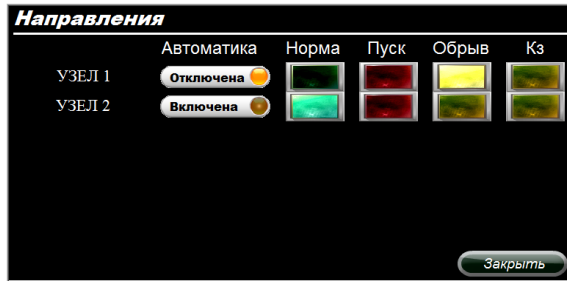 Направления
Автоматика Норма Пуск Обрыв Кз
УЗЕЛ 1 Отключена
УЗЕЛ 2 Включена
Закрыть